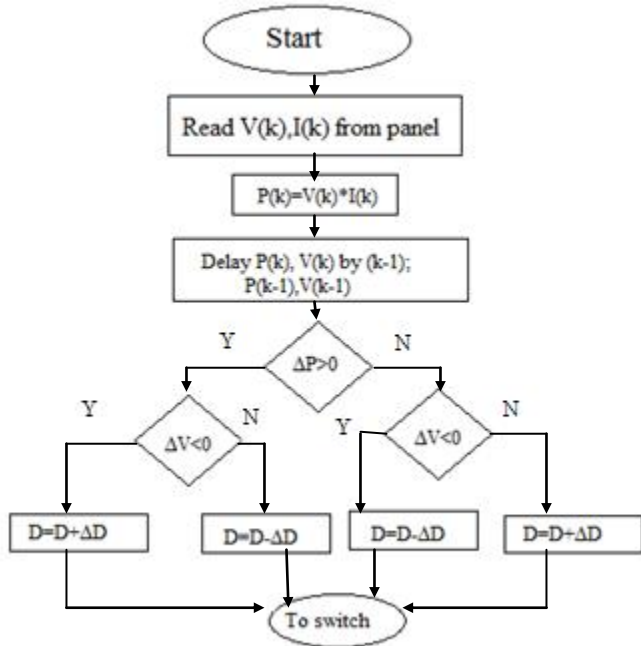 Start
Read V(k),I(k) from panel
P(k)=V(k)*I(k)
Delay P(k), V(k) by (k-1);
P(k-1),V(k-1)
Y
ΔP>0
N
Y
ΔV<0
N
Y
ΔV<0
N
D=D+ΔD
D=D-ΔD
D=D-ΔD
D=D+ΔD
To switch